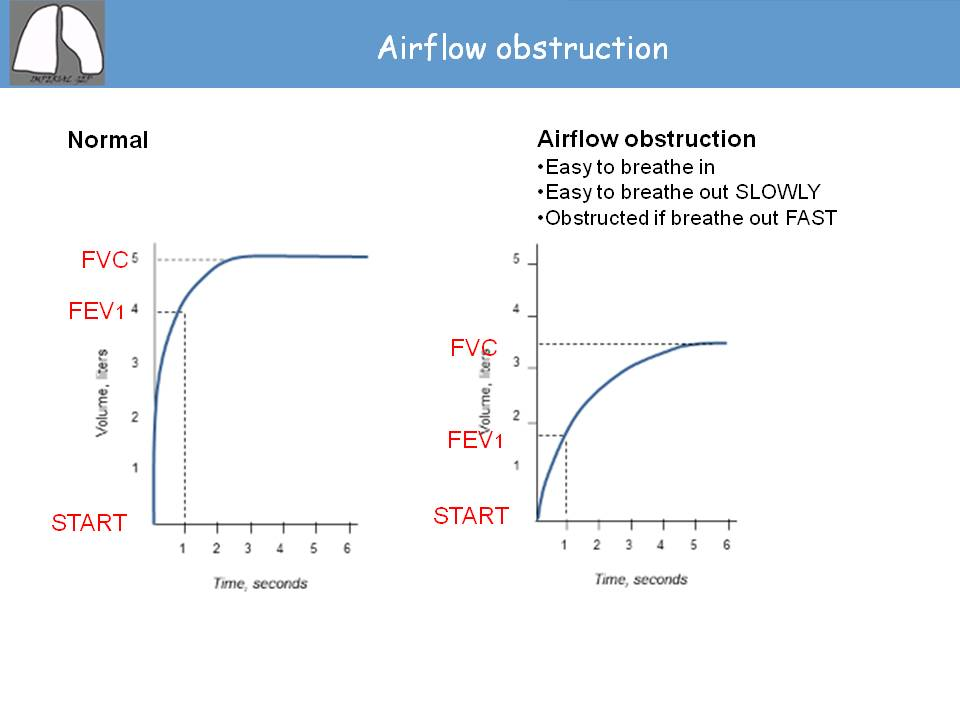 Airflow obstruction
IMPERIAL SEP
Normal
FVC 5
FEV1 4
3
2
1
START
Volume, liters
1 2 3 4 5 6
Time, seconds
Airflow obstruction
•Easy to breathe in
•Easy to breathe out SLOWLY
•Obstructed if breathe out FAST
5
4
FVC
3
2
FEV1
1
START
Volume, liters
1 2 3 4 5 6
Time, seconds